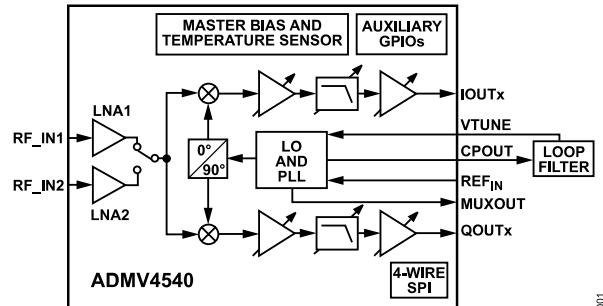 MASTER BIAS AND
TEMPERATURE SENSOR
AUXILIARY
GPIOs
LNA1
IOUTx
RF_IN1
VTUNE
0°
90°
LO
AND
PLL
CPOUT
LOOP
FILTER
RF_IN2
REFIN
LNA2
MUXOUT
QOUTx
ADMV4540
4-WIRE
SPI
001